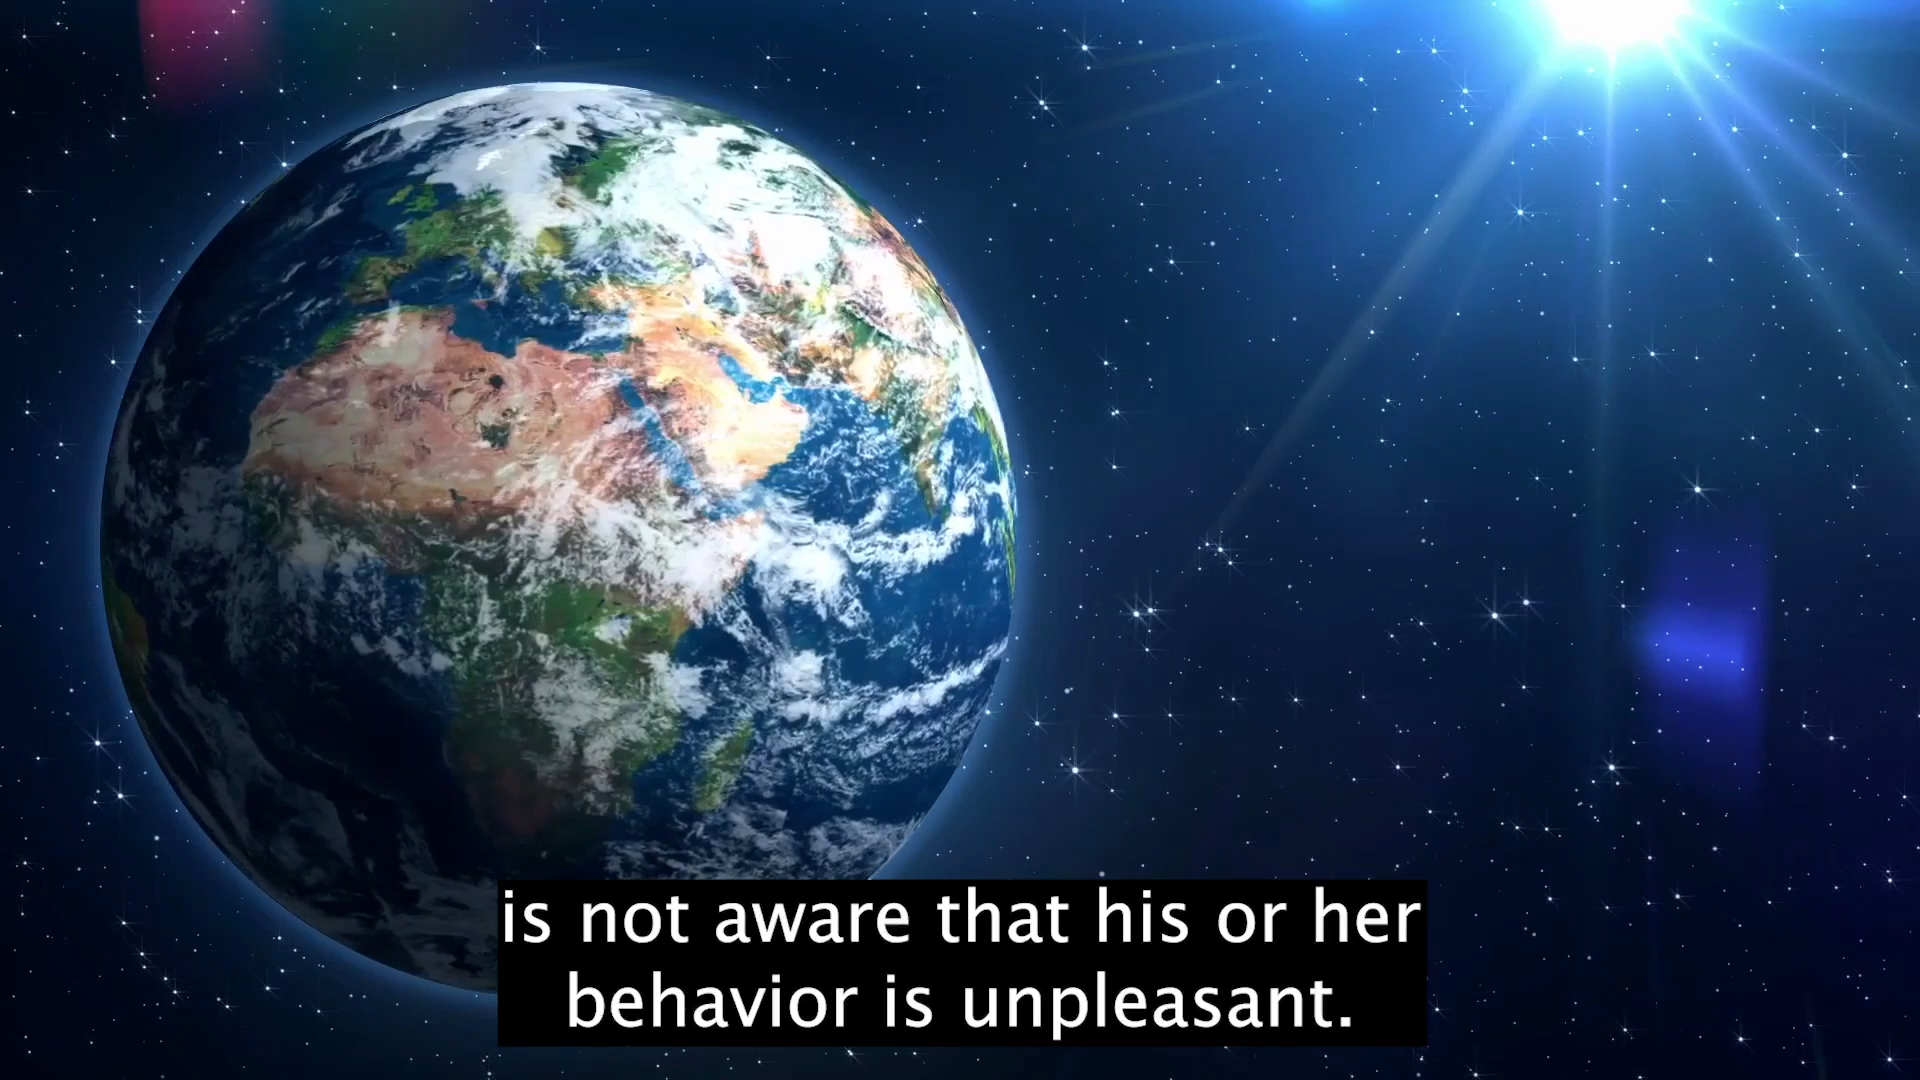 is not aware that his or her
behavior is unpleasant.